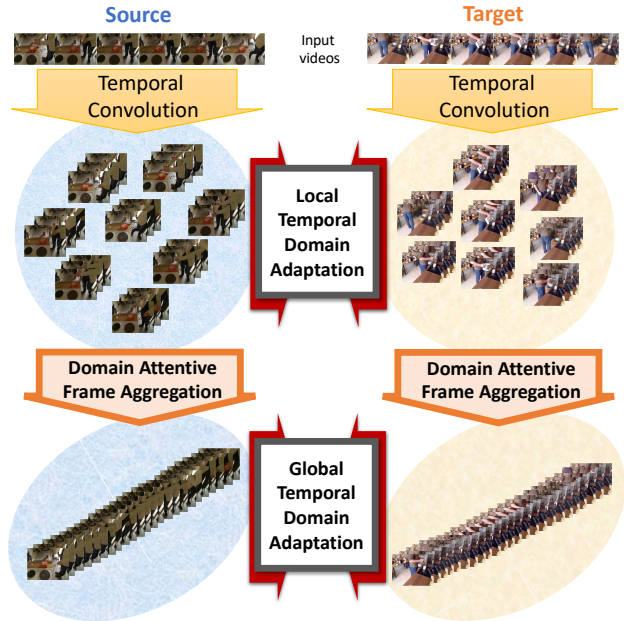 Source
Target
Input
videos
Temporal
Convolution
Temporal
Convolution
Local
Temporal
Domain
Adaptation
Domain Attentive
Frame Aggregation
Domain Attentive
Frame Aggregation
Global
Temporal
Domain
Adaptation